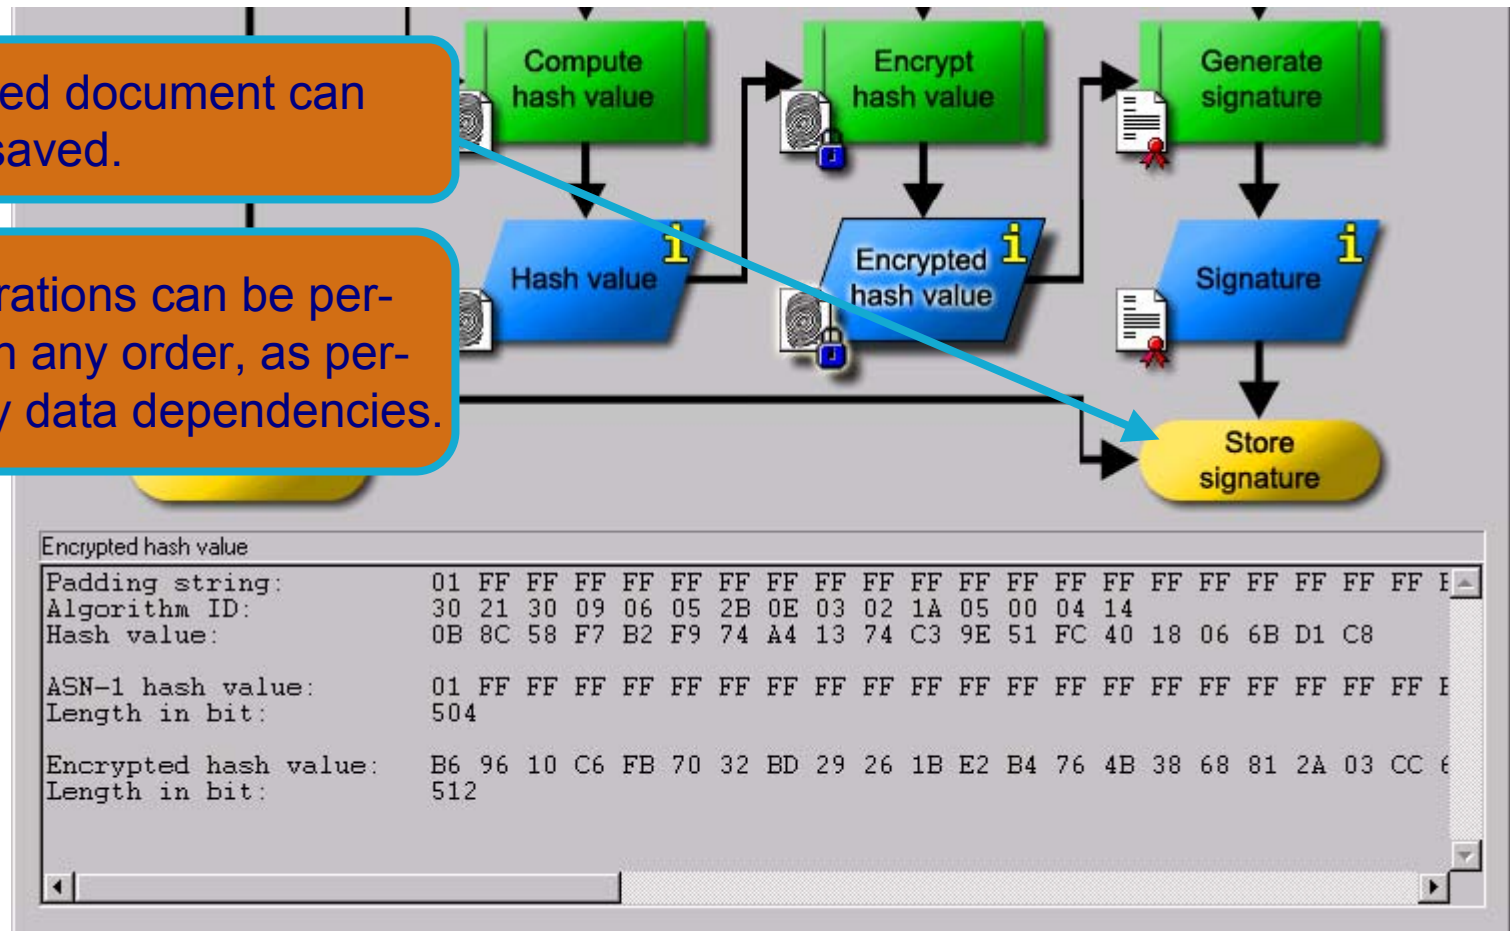 Compute
hash value
Encrypt
hash value
Generate
signature
ed document can
saved.
Hash value
i
Encrypted
hash value
i
Signature
i
rations can be per-
n any order, as per-
y data dependencies.
Store
signature
Encrypted hash value
Padding string: 01 FF FF FF FF FF FF FF FF FF FF FF FF FF FF FF FF FF FF FF FF
Algorithm ID: 30 21 30 09 06 05 2B 0E 03 02 1A 05 00 04 14
Hash value: 0B 8C 58 F7 B2 F9 74 A4 13 74 C3 9E 51 FC 40 18 06 6B D1 C8
ASN-1 hash value: 01 FF FF FF FF FF FF FF FF FF FF FF FF FF FF FF FF FF FF FF FF
Length in bit: 504
Encrypted hash value: B6 96 10 C6 FB 70 32 BD 29 26 1B E2 B4 76 4B 38 68 81 2A 03 CC
Length in bit: 512